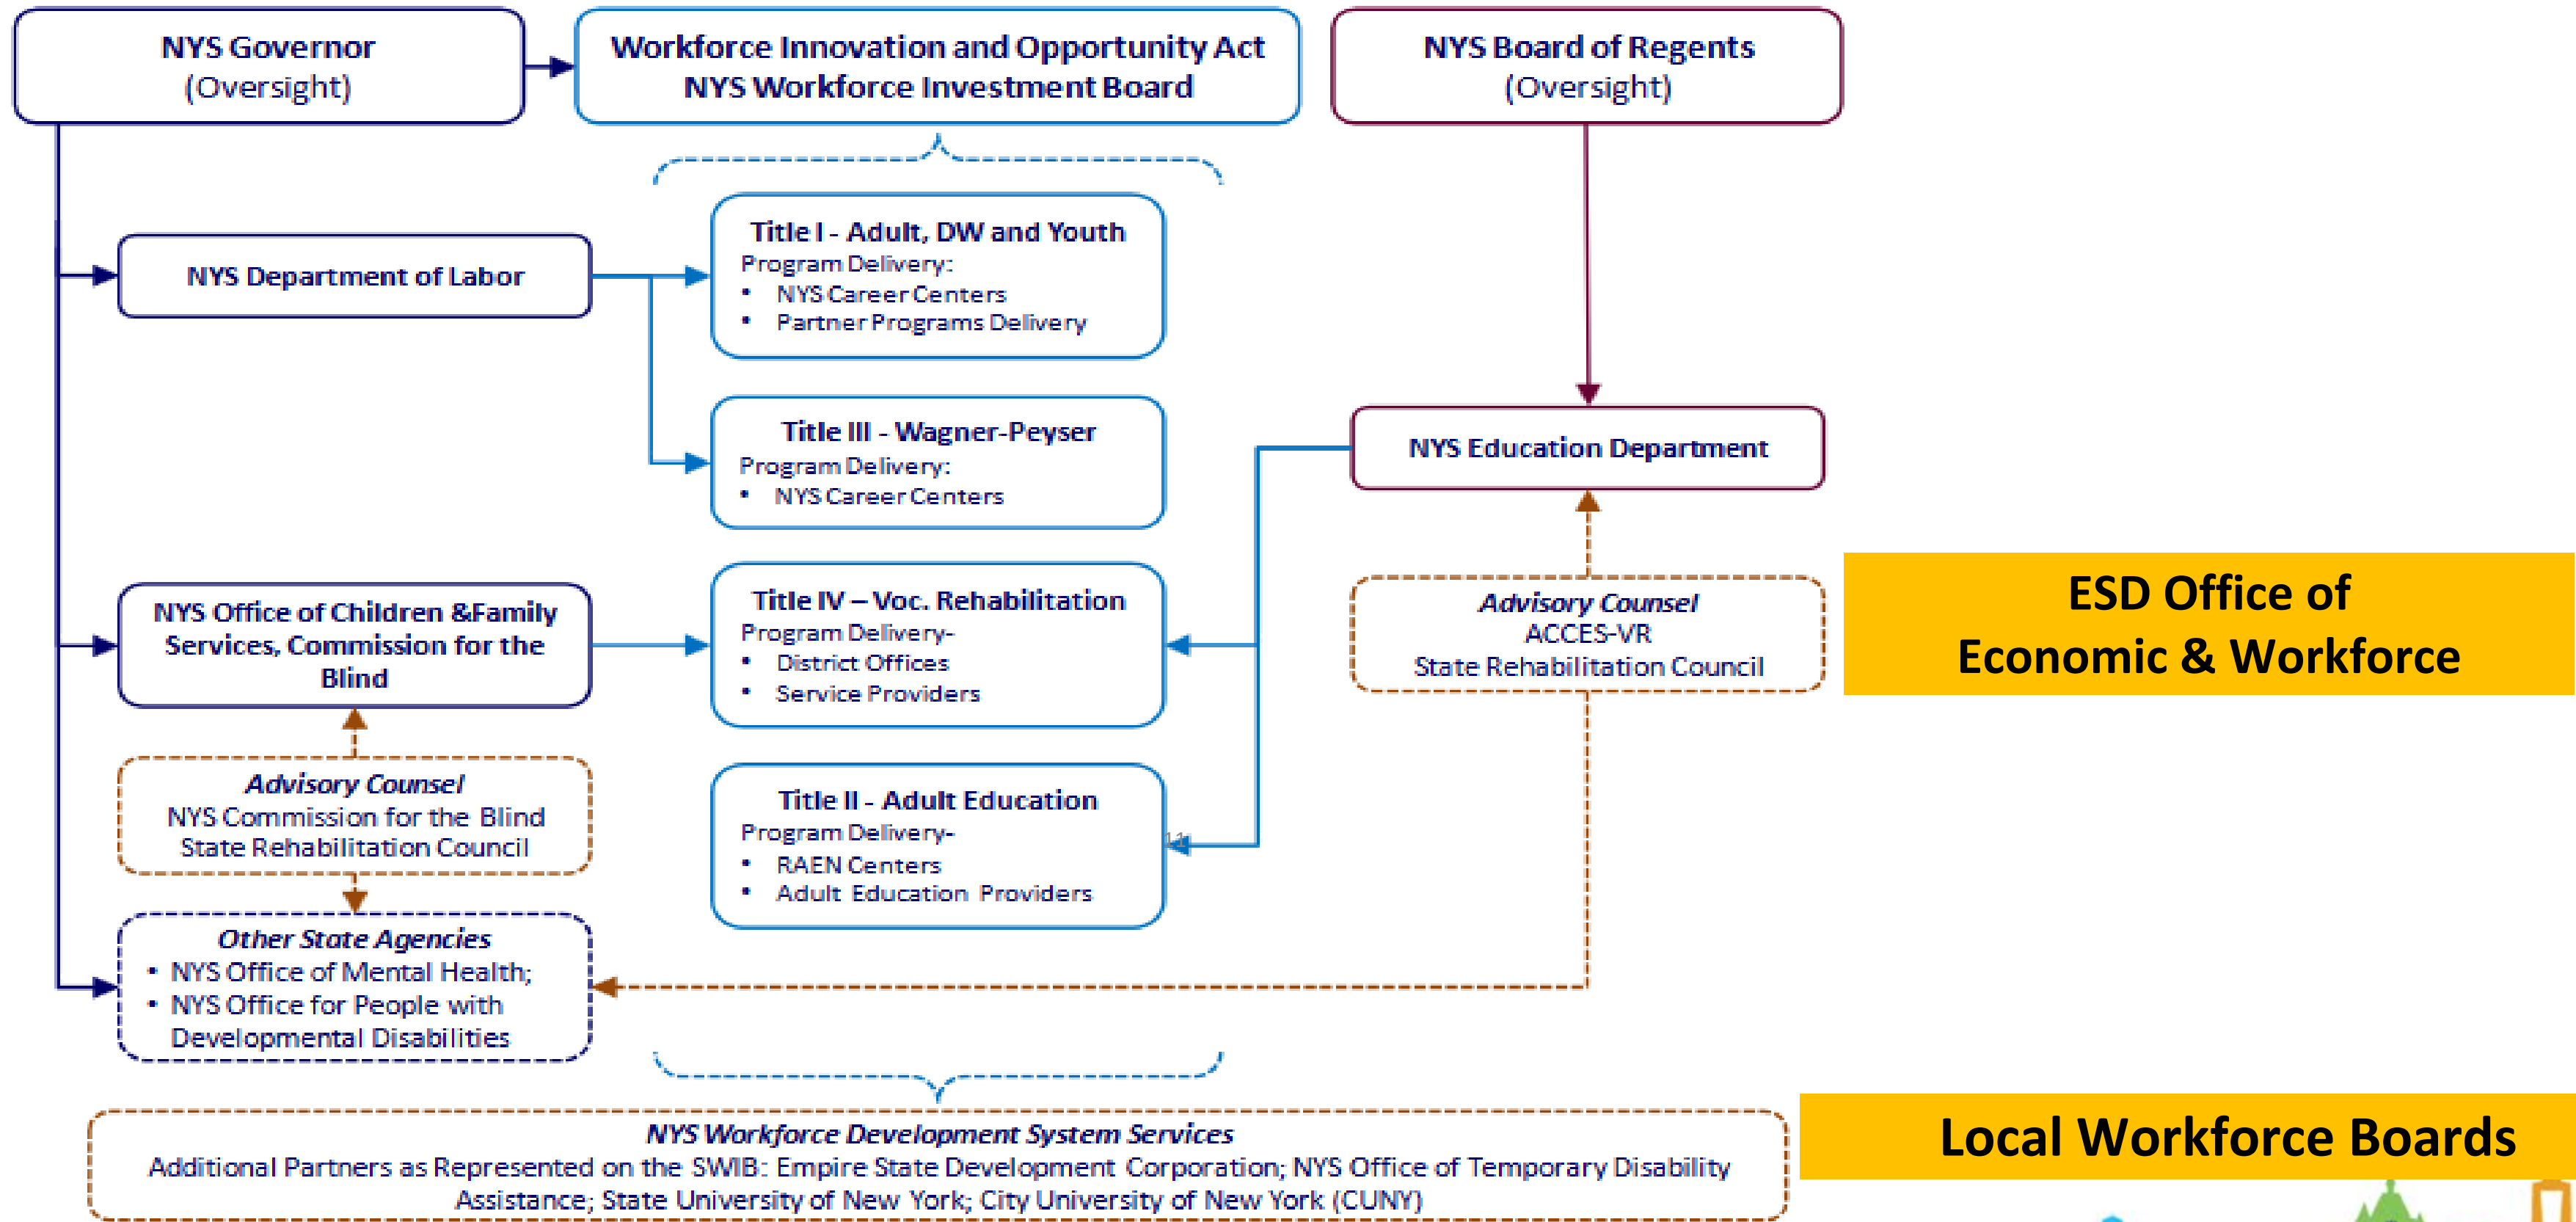 NYS Governor
(Oversight)
Workforce Innovation and Opportunity Act
NYS Workforce Investment Board
NYS Board of Regents
(Oversight)
NYS Department of Labor
Title I - Adult, DW and Youth
Program Delivery:
• NYS Career Centers
• Partner Programs Delivery
Title III - Wagner-Peyser
Program Delivery:
• NYS Career Centers
NYS Education Department
NYS Office of Children &Family
Services, Commission for the
Blind
Title IV – Voc. Rehabilitation
Program Delivery-
• District Offices
• Service Providers
Advisory Counsel
ACCES-VR
State Rehabilitation Council
ESD Office of
Economic & Workforce
Advisory Counsel
NYS Commission for the Blind
State Rehabilitation Council
Title II - Adult Education
Program Delivery-
• RAEN Centers
• Adult Education Providers
11
Other State Agencies
• NYS Office of Mental Health;
• NYS Office for People with
Developmental Disabilities
NYS Workforce Development System Services
Additional Partners as Represented on the SWIB: Empire State Development Corporation; NYS Office of Temporary Disability
Assistance; State University of New York; City University of New York (CUNY)
Local Workforce Boards